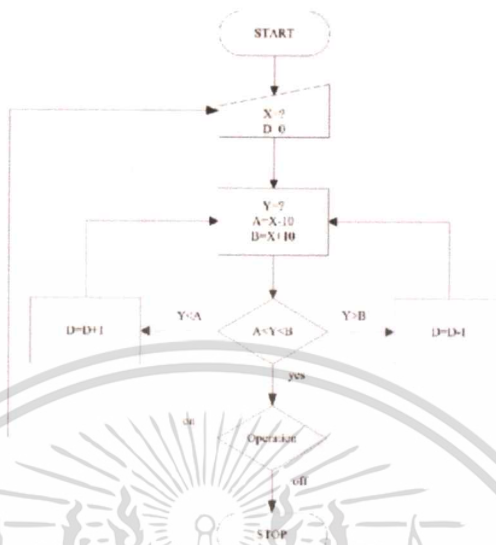 START
X=?
D=0
Y=?
A=X-10
B=X+10
Y<A
A<Y<B
Y>B
D=D+1
D=D-1
yes
on
Operation
off
STOP